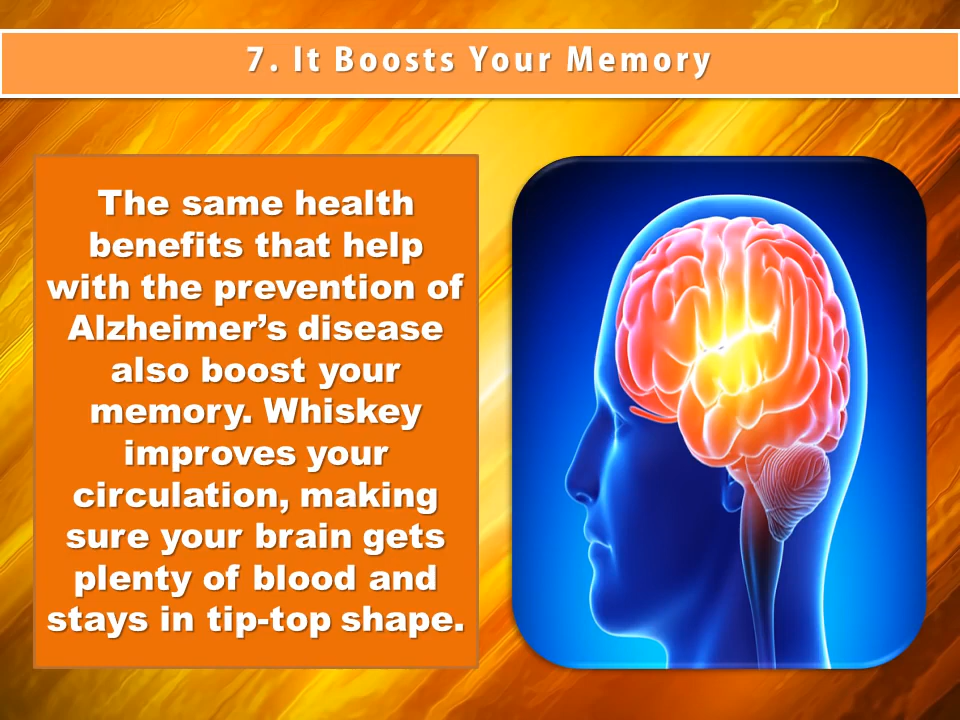 7. It Boosts Your Memory
The same health
benefits that help
with the prevention of
Alzheimer’s disease
also boost your
memory. Whiskey
improves your
circulation, making
sure your brain gets
plenty of blood and
stays in tip-top shape.